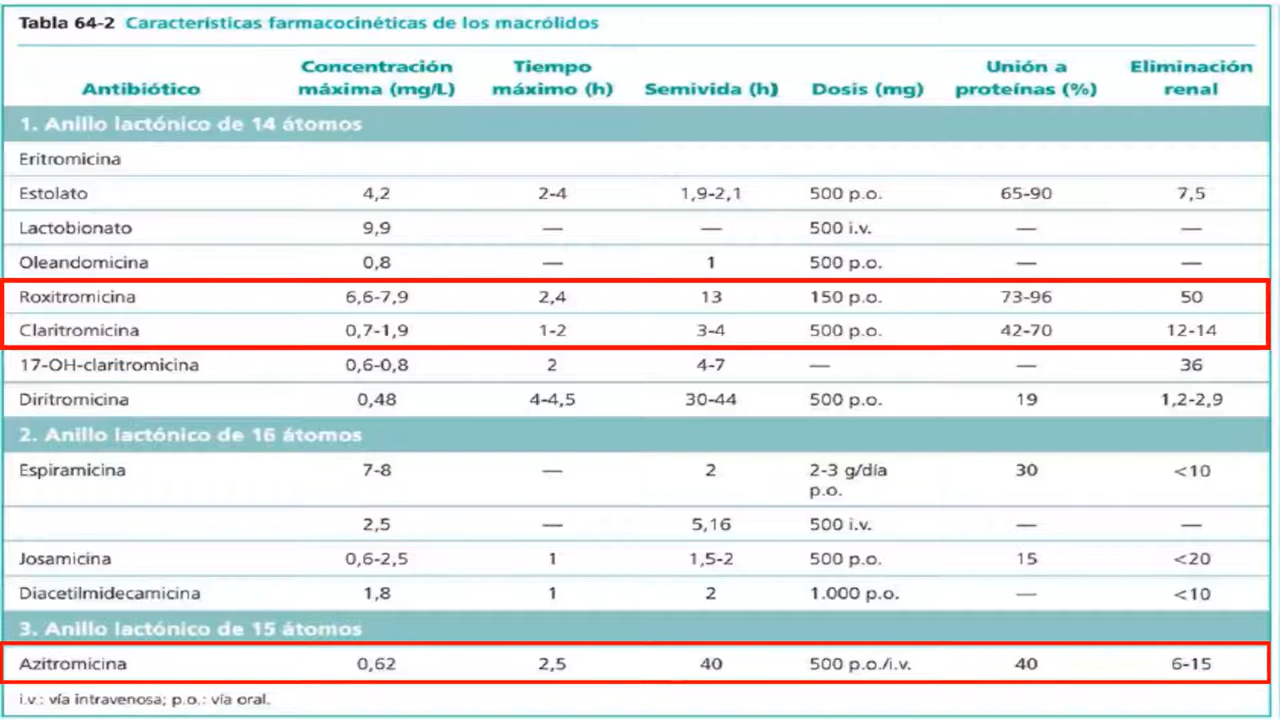 Tabla 64-2 Características farmacocinéticas de los macrólidos
Antibiótico Concentración máxima (mg/L) Tiempo máximo (h) Semivida (h) Dosis (mg) Unión a proteínas (%) Eliminación renal
1. Anillo lactónico de 14 átomos
Eritromicina
Estolato 4,2 2-4 1,9-2,1 500 p.o. 65-90 7,5
Lactobionato 9,9 — — 500 i.v. — —
Oleandomicina 0,8 — 1 500 p.o. — —
Roxitromicina 6,6-7,9 2,4 13 150 p.o. 73-96 50
Claritromicina 0,7-1,9 1-2 3-4 500 p.o. 42-70 12-14
17-OH-claritromicina 0,6-0,8 2 4-7 — — 36
Diritromicina 0,48 4-4,5 30-44 500 p.o. 19 1,2-2,9
2. Anillo lactónico de 16 átomos
Espiramicina 7-8 — 2 2-3 g/día p.o. 30 <10
2,5 — 5,16 500 i.v. — —
Josamicina 0,6-2,5 1 1,5-2 500 p.o. 15 <20
Diacetilmidecamicina 1,8 1 2 1.000 p.o. — <10
3. Anillo lactónico de 15 átomos
Azitromicina 0,62 2,5 40 500 p.o./i.v. 40 6-15
i.v.: vía intravenosa; p.o.: vía oral.